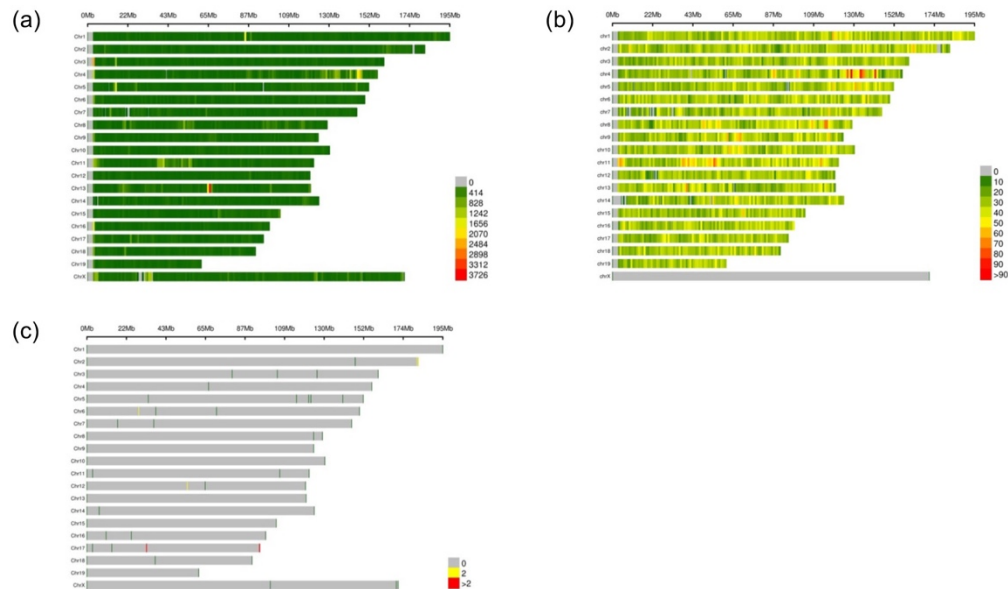 (a)
0Mb 22Mb 43Mb 65Mb 87Mb 109Mb 130Mb 152Mb 174Mb 195Mb
Chr1
Chr2
Chr3
Chr4
Chr5
Chr6
Chr7
Chr8
Chr9
Chr10
Chr11
Chr12
Chr13
Chr14
Chr15
Chr16
Chr17
Chr18
Chr19
ChrX
0
414
828
1242
1656
2070
2484
2898
3312
3726
(b)
0Mb 22Mb 43Mb 65Mb 87Mb 109Mb 130Mb 152Mb 174Mb 195Mb
chr1
chr2
chr3
chr4
chr5
chr6
chr7
chr8
chr9
chr10
chr11
chr12
chr13
chr14
chr15
chr16
chr17
chr18
chr19
chrX
0
10
20
30
40
50
60
70
80
90
>90
(c)
0Mb 22Mb 43Mb 65Mb 87Mb 109Mb 130Mb 152Mb 174Mb 195Mb
Chr1
Chr2
Chr3
Chr4
Chr5
Chr6
Chr7
Chr8
Chr9
Chr10
Chr11
Chr12
Chr13
Chr14
Chr15
Chr16
Chr17
Chr18
Chr19
ChrX
0
2
>2